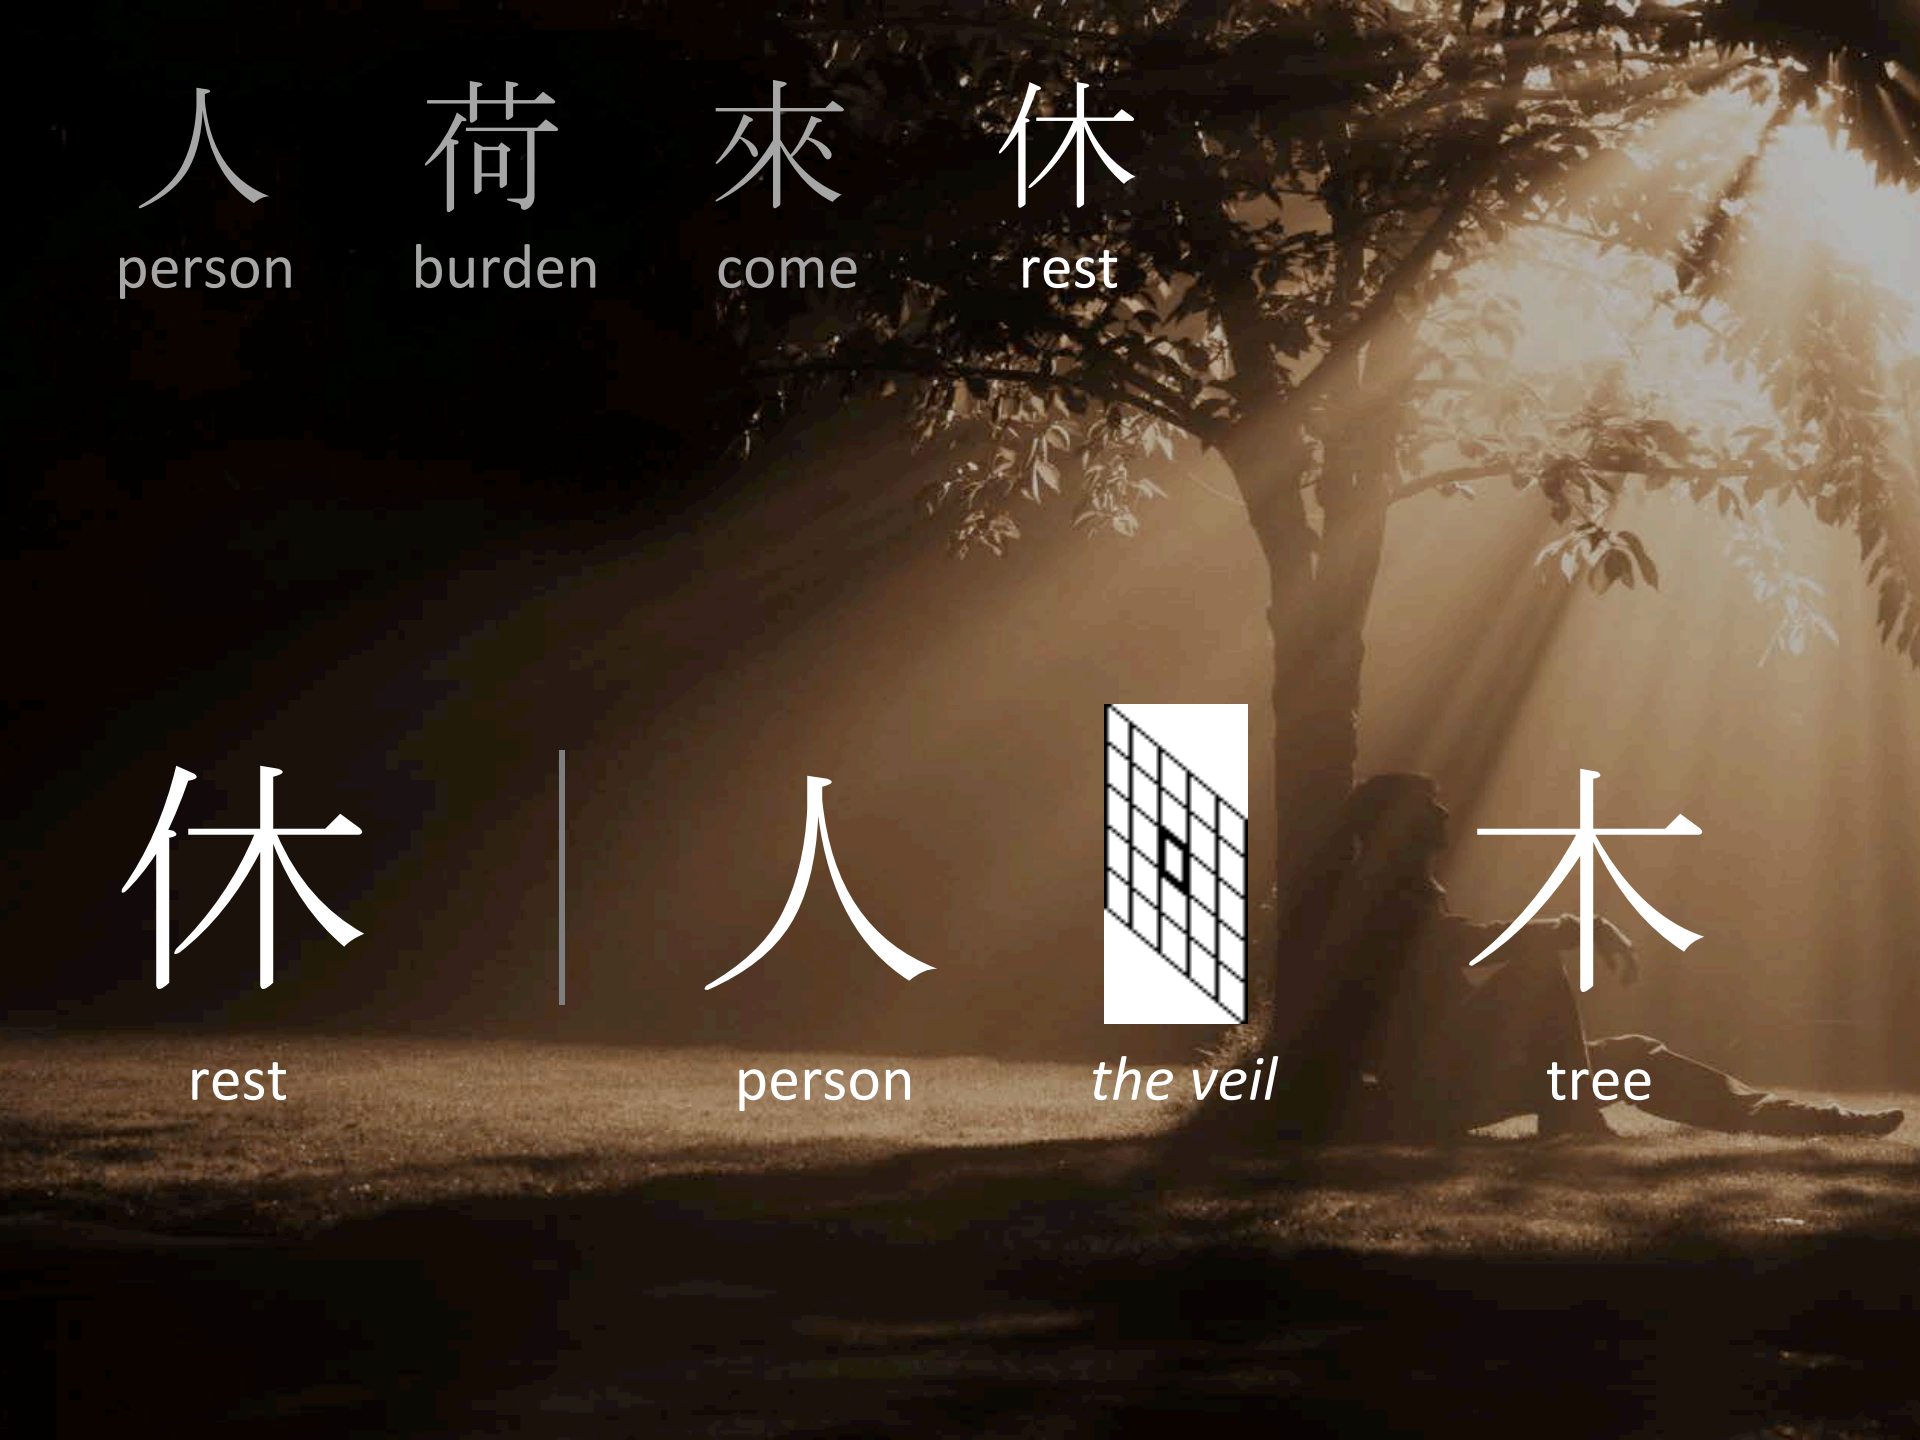 人 荷 來 休
person burden come rest
休 人 木
rest person the veil tree